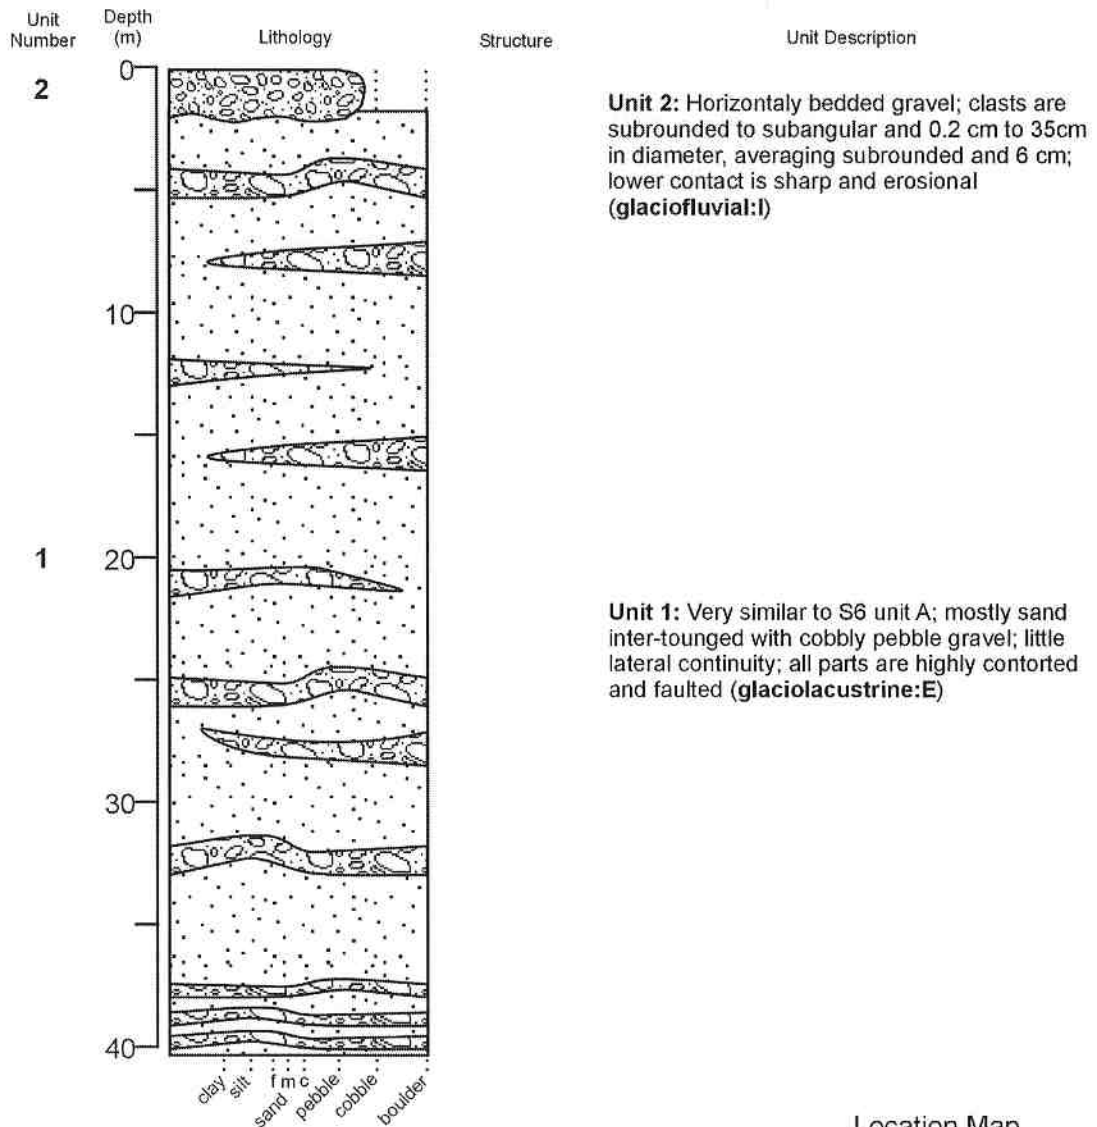 Unit Number
Depth (m)
Lithology
Structure
Unit Description
0
2
Unit 2: Horizontaly bedded gravel; clasts are
subrounded to subangular and 0.2 cm to 35cm
in diameter, averaging subrounded and 6 cm;
lower contact is sharp and erosional
(glaciofluvial:I)
10
1
20
Unit 1: Very similar to S6 unit A; mostly sand
inter-tounged with cobbly pebble gravel; little
lateral continuity; all parts are highly contorted
and faulted (glaciolacustrine:E)
30
40
clay
silt
f m c
sand
pebble
cobble
boulder
Location Map